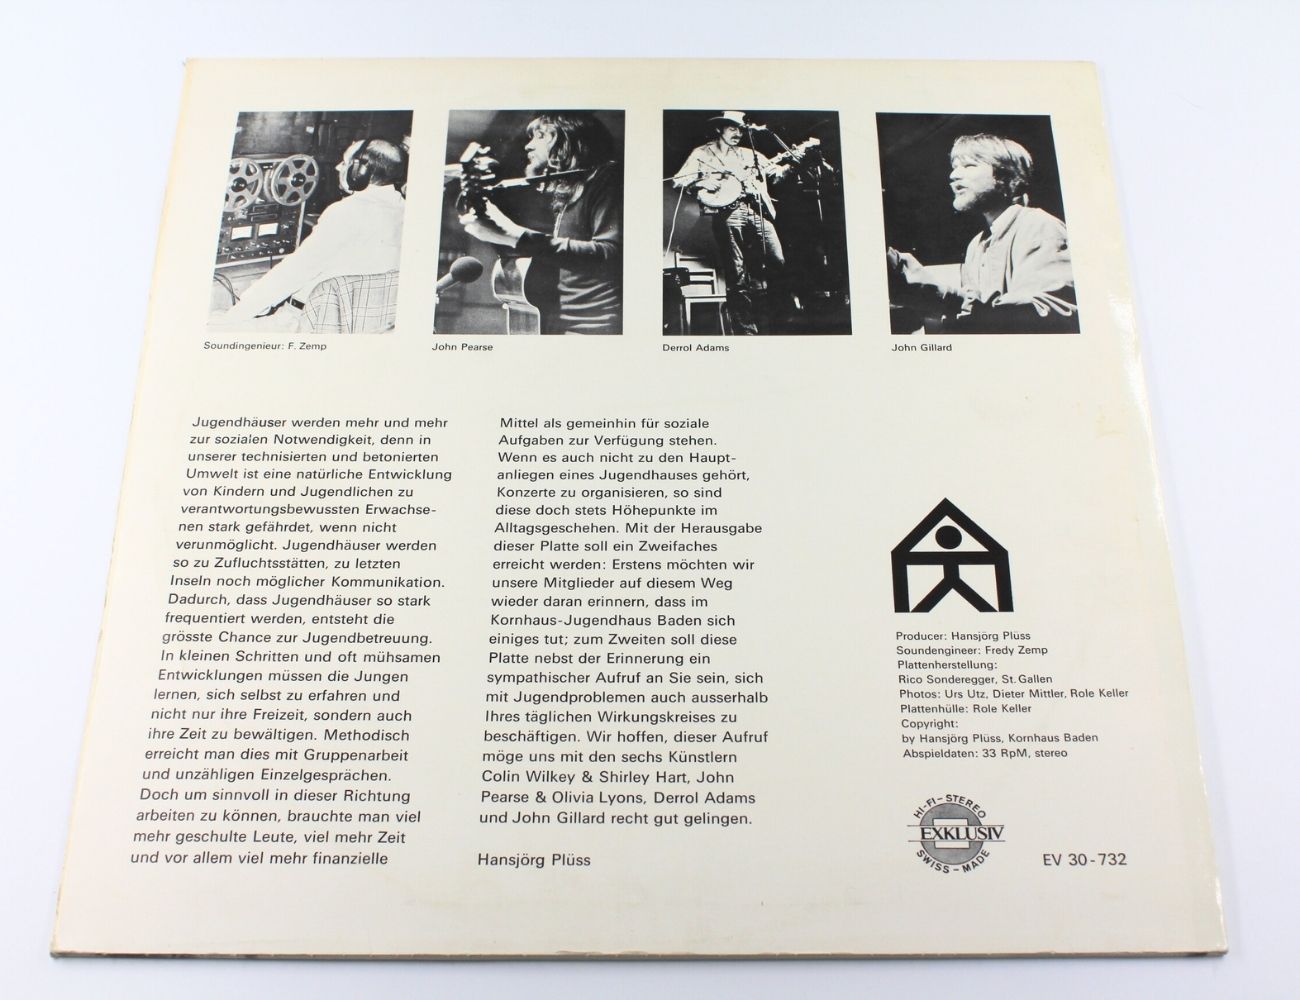 Soundingenieur: F. Zemp
John Pearse
Derrol Adams
John Gillard
Jugendhäuser werden mehr und mehr
zur sozialen Notwendigkeit, denn in
unserer technisierten und betonierten
Umwelt ist eine natürliche Entwicklung
von Kindern und Jugendlichen zu
verantwortungsbewussten Erwachse-
nen stark gefährdet, wenn nicht
verunmöglicht. Jugendhäuser werden
so zu Zufluchtsstätten, zu letzten
Inseln noch möglicher Kommunikation.
Dadurch, dass Jugendhäuser so stark
frequentiert werden, entsteht die
grösste Chance zur Jugendbetreuung.
In kleinen Schritten und oft mühsamen
Entwicklungen müssen die Jungen
lernen, sich selbst zu erfahren und
nicht nur ihre Freizeit, sondern auch
ihre Zeit zu bewältigen. Methodisch
erreicht man dies mit Gruppenarbeit
und unzähligen Einzelgesprächen.
Doch um sinnvoll in dieser Richtung
arbeiten zu können, brauchte man viel
mehr geschulte Leute, viel mehr Zeit
und vor allem viel mehr finanzielle
Mittel als gemeinhin für soziale
Aufgaben zur Verfügung stehen.
Wenn es auch nicht zu den Haupt-
anliegen eines Jugendhauses gehört,
Konzerte zu organisieren, so sind
diese doch stets Höhepunkte im
Alltagsgeschehen. Mit der Herausgabe
dieser Platte soll ein Zweifaches
erreicht werden: Erstens möchten wir
unsere Mitglieder auf diesem Weg
wieder daran erinnern, dass im
Kornhaus-Jugendhaus Baden sich
einiges tut; zum Zweiten soll diese
Platte nebst der Erinnerung ein
sympathischer Aufruf an Sie sein, sich
mit Jugendproblemen auch ausserhalb
Ihres täglichen Wirkungskreises zu
beschäftigen. Wir hoffen, dieser Aufruf
möge uns mit den sechs Künstlern
Colin Wilkey & Shirley Hart, John
Pearse & Olivia Lyons, Derrol Adams
und John Gillard recht gut gelingen.
Hansjörg Plüss
Producer: Hansjörg Plüss
Soundengineer: Fredy Zemp
Plattenherstellung:
Rico Sonderegger, St. Gallen
Photos: Urs Utz, Dieter Mittler, Role Keller
Plattenhülle: Role Keller
Copyright:
by Hansjörg Plüss, Kornhaus Baden
Abspieldaten: 33 RpM, stereo
HI-FI-STEREO
EXKLUSIV
SWISS-MADE
EV 30-732